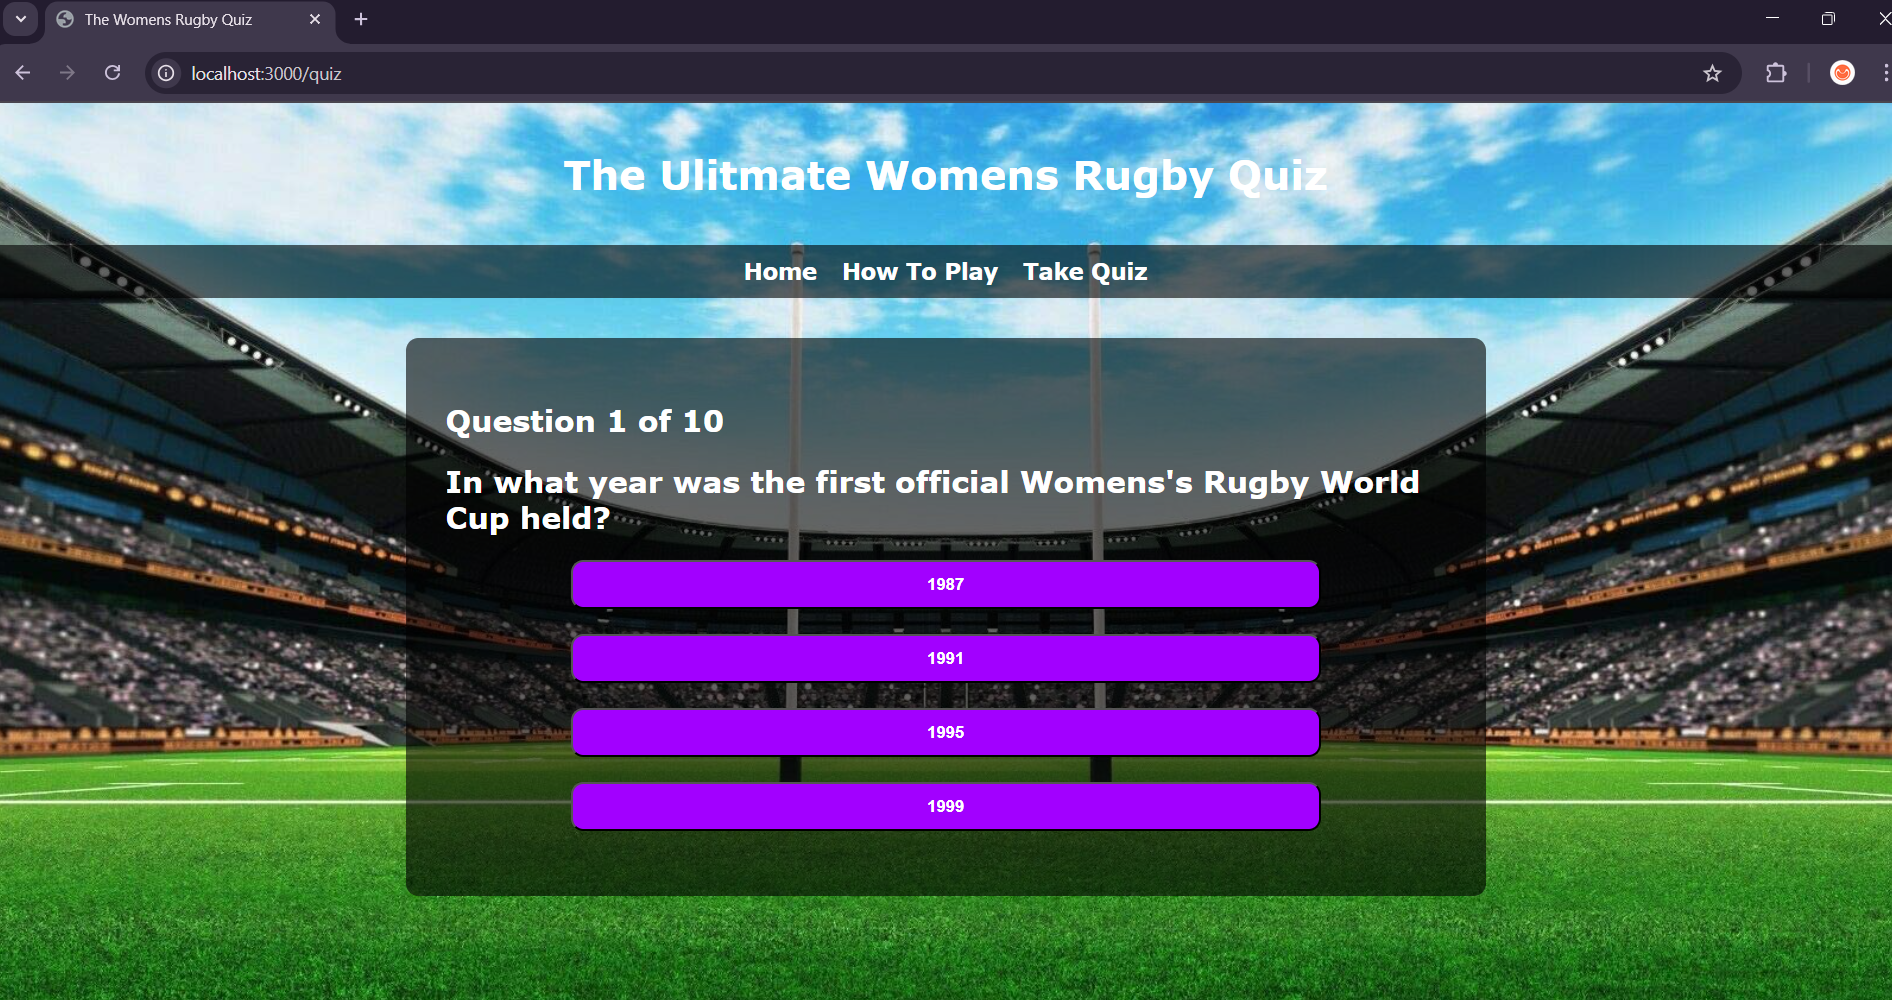 The Womens Rugby Quiz
localhost:3000/quiz
The Ulitmate Womens Rugby Quiz
Home How To Play Take Quiz
Question 1 of 10
In what year was the first official Womens's Rugby World
Cup held?
1987
1991
1995
1999